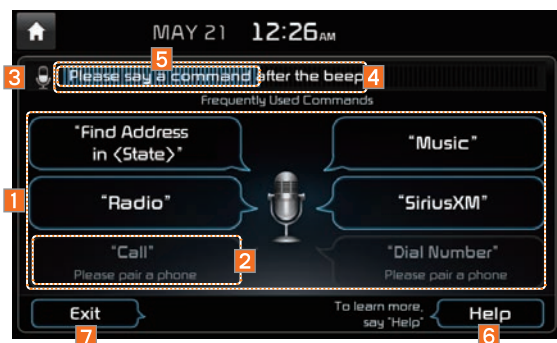 MAY 21 12:26AM
5
3 Please say a command after the beep 4
Frequently Used Commands
"Find Address
in <State>"
"Music"
1 "Radio"
"SiriusXM"
"Call"
Please pair a phone
2
"Dial Number"
Please pair a phone
Exit
7
To learn more,
say "Help"
Help
6